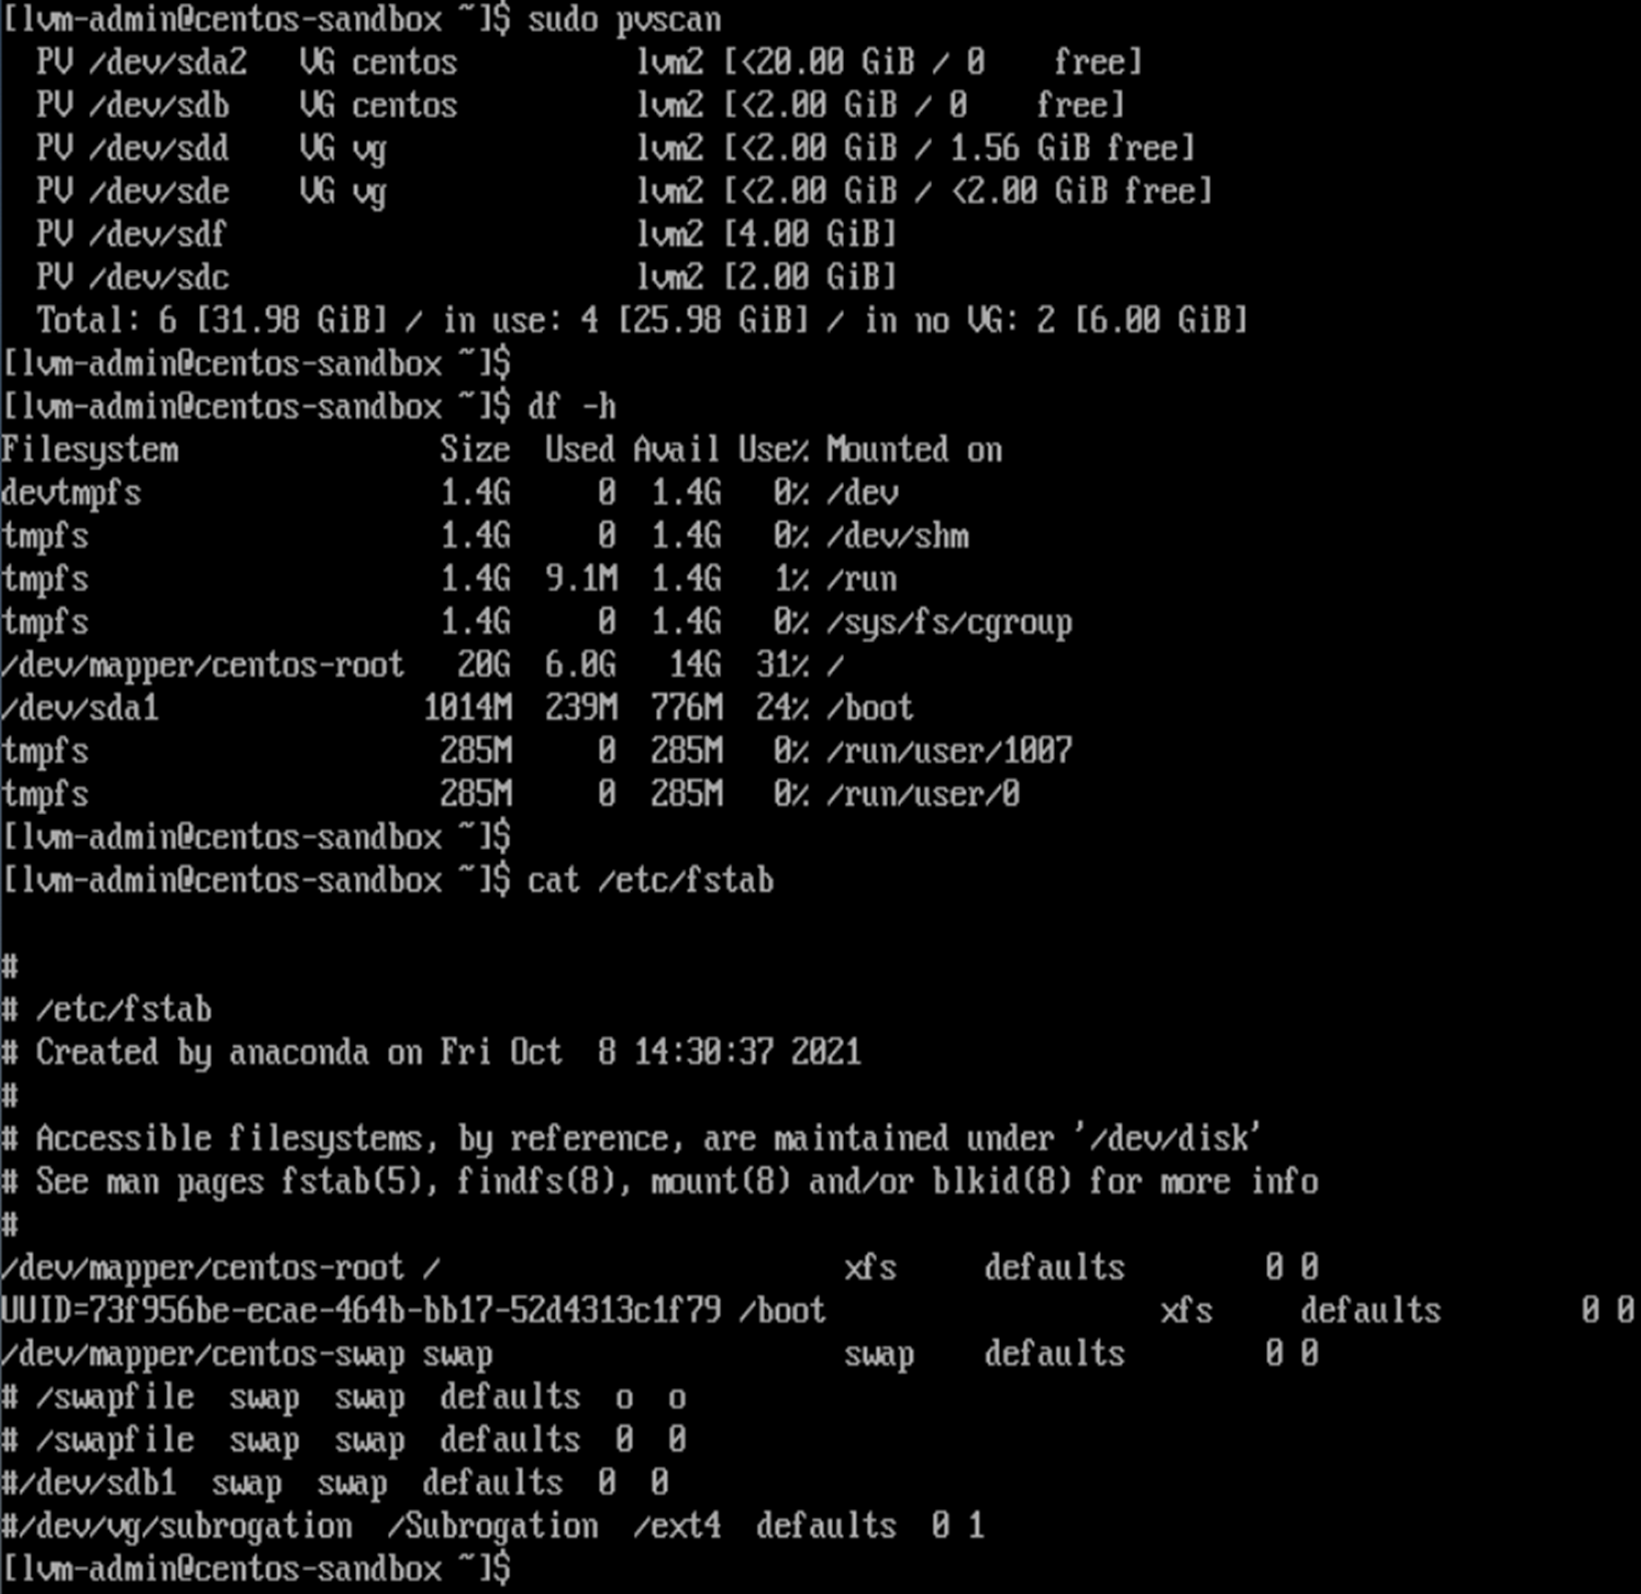 [lvm-admin@centos-sandbox ~]$ sudo pvscan
  PV /dev/sda2   VG centos          lvm2 [<20.00 GiB / 0    free]
  PV /dev/sdb    VG centos          lvm2 [<2.00 GiB / 0    free]
  PV /dev/sdd    VG vg              lvm2 [<2.00 GiB / 1.56 GiB free]
  PV /dev/sde    VG vg              lvm2 [<2.00 GiB / <2.00 GiB free]
  PV /dev/sdf                       lvm2 [4.00 GiB]
  PV /dev/sdc                       lvm2 [2.00 GiB]
  Total: 6 [31.98 GiB] / in use: 4 [25.98 GiB] / in no VG: 2 [6.00 GiB]
[lvm-admin@centos-sandbox ~]$
[lvm-admin@centos-sandbox ~]$ df -h
Filesystem               Size  Used Avail Use% Mounted on
devtmpfs                 1.4G     0  1.4G   0% /dev
tmpfs                    1.4G     0  1.4G   0% /dev/shm
tmpfs                    1.4G  9.1M  1.4G   1% /run
tmpfs                    1.4G     0  1.4G   0% /sys/fs/cgroup
/dev/mapper/centos-root   20G  6.0G   14G  31% /
/dev/sda1               1014M  239M  776M  24% /boot
tmpfs                    285M     0  285M   0% /run/user/1007
tmpfs                    285M     0  285M   0% /run/user/0
[lvm-admin@centos-sandbox ~]$
[lvm-admin@centos-sandbox ~]$ cat /etc/fstab
#
# /etc/fstab
# Created by anaconda on Fri Oct  8 14:30:37 2021
#
# Accessible filesystems, by reference, are maintained under '/dev/disk'
# See man pages fstab(5), findfs(8), mount(8) and/or blkid(8) for more info
#
/dev/mapper/centos-root /                       xfs     defaults        0 0
UUID=73f956be-ecae-464b-bb17-52d4313c1f79 /boot                   xfs     defaults        0 0
/dev/mapper/centos-swap swap                    swap    defaults        0 0
# /swapfile  swap  swap  defaults  o  o
# /swapfile  swap  swap  defaults  0  0
#/dev/sdb1  swap  swap  defaults  0  0
#/dev/vg/subrogation  /Subrogation  /ext4  defaults  0 1
[lvm-admin@centos-sandbox ~]$